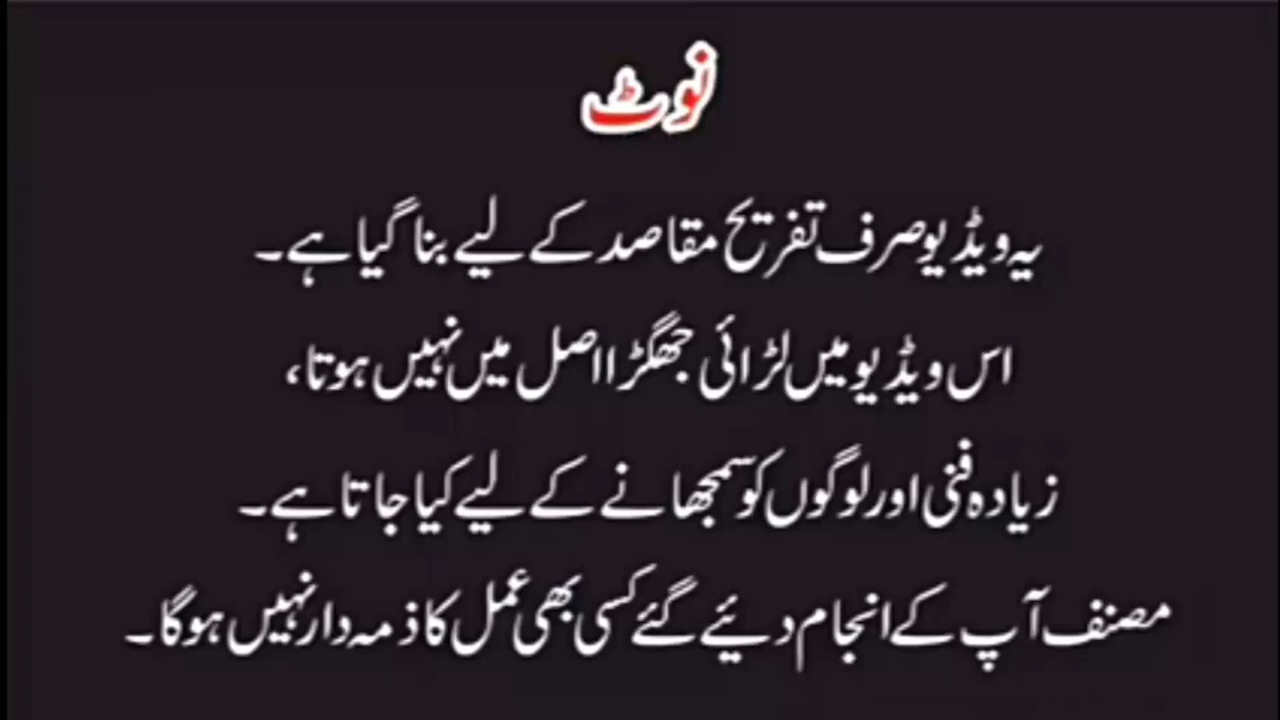 نوٹ
یہ ویڈیو صرف تفریح مقاصد کے لیے بنا گیا ہے۔
اس ویڈیو میں لڑائی جھگڑا اصل میں نہیں ہوتا،
زیادہ فنی اور لوگوں کو سمجھانے کے لیے کیا جاتا ہے۔
مصنف آپ کے انجام دئیے گئے کسی بھی عمل کا ذمہ دار نہیں ہوگا۔